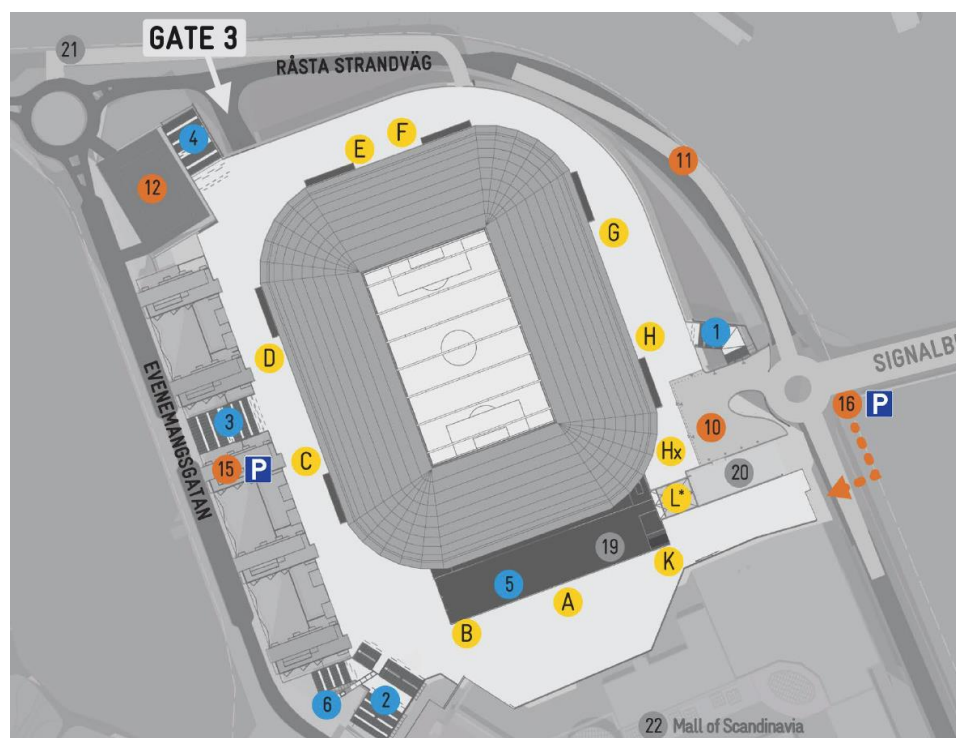 21
GATE 3
RÅSTA STRANDVÄG
4
E
F
11
12
G
1
H
D
SIGNALB
EVENEMANGSGATAN
3
16 P
10
15 P
C
Hx
20
L*
19
K
5
A
B
6
2
22 Mall of Scandinavia